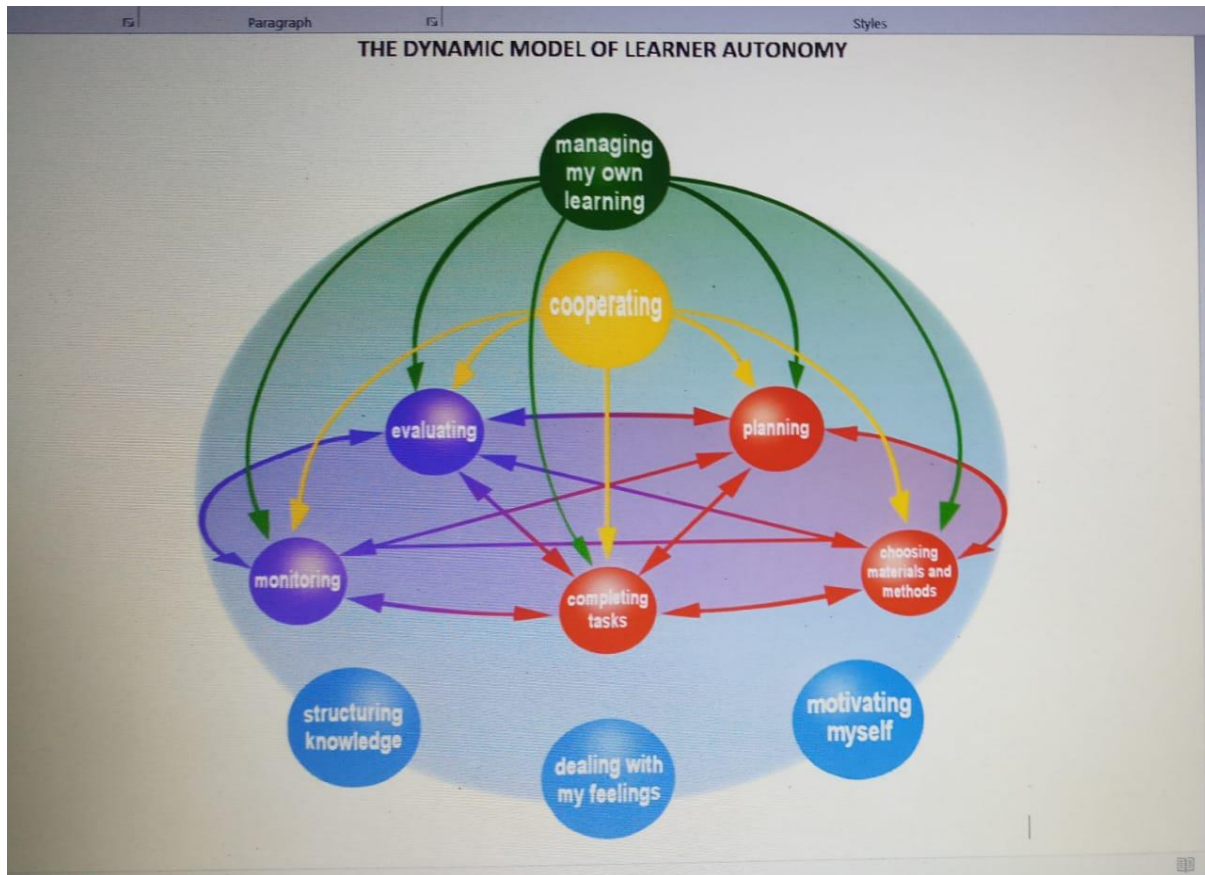 Paragraph
Styles
THE DYNAMIC MODEL OF LEARNER AUTONOMY
managing
my own
learning
cooperating
evaluating
planning
monitoring
completing
tasks
choosing
materials and
methods
structuring
knowledge
dealing with
my feelings
motivating
myself